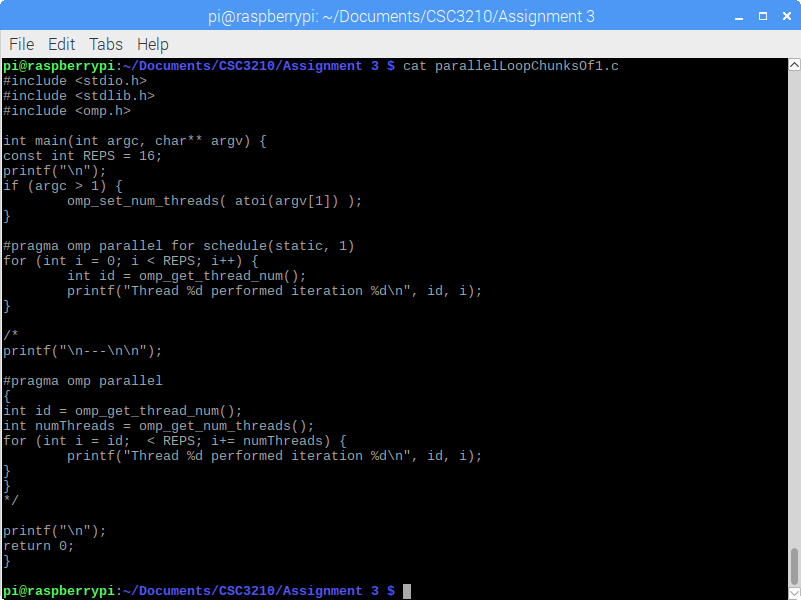 pi@raspberrypi: ~/Documents/CSC3210/Assignment 3
File Edit Tabs Help
pi@raspberrypi:~/Documents/CSC3210/Assignment 3 $ cat parallelLoopChunksOf1.c
#include <stdio.h>
#include <stdlib.h>
#include <omp.h>

int main(int argc, char** argv) {
const int REPS = 16;
printf("\n");
if (argc > 1) {
        omp_set_num_threads( atoi(argv[1]) );
}

#pragma omp parallel for schedule(static, 1)
for (int i = 0; i < REPS; i++) {
        int id = omp_get_thread_num();
        printf("Thread %d performed iteration %d\n", id, i);
}

/*
printf("\n---\n\n");

#pragma omp parallel
{
int id = omp_get_thread_num();
int numThreads = omp_get_num_threads();
for (int i = id;  < REPS; i+= numThreads) {
        printf("Thread %d performed iteration %d\n", id, i);
}
}
*/

printf("\n");
return 0;
}

pi@raspberrypi:~/Documents/CSC3210/Assignment 3 $